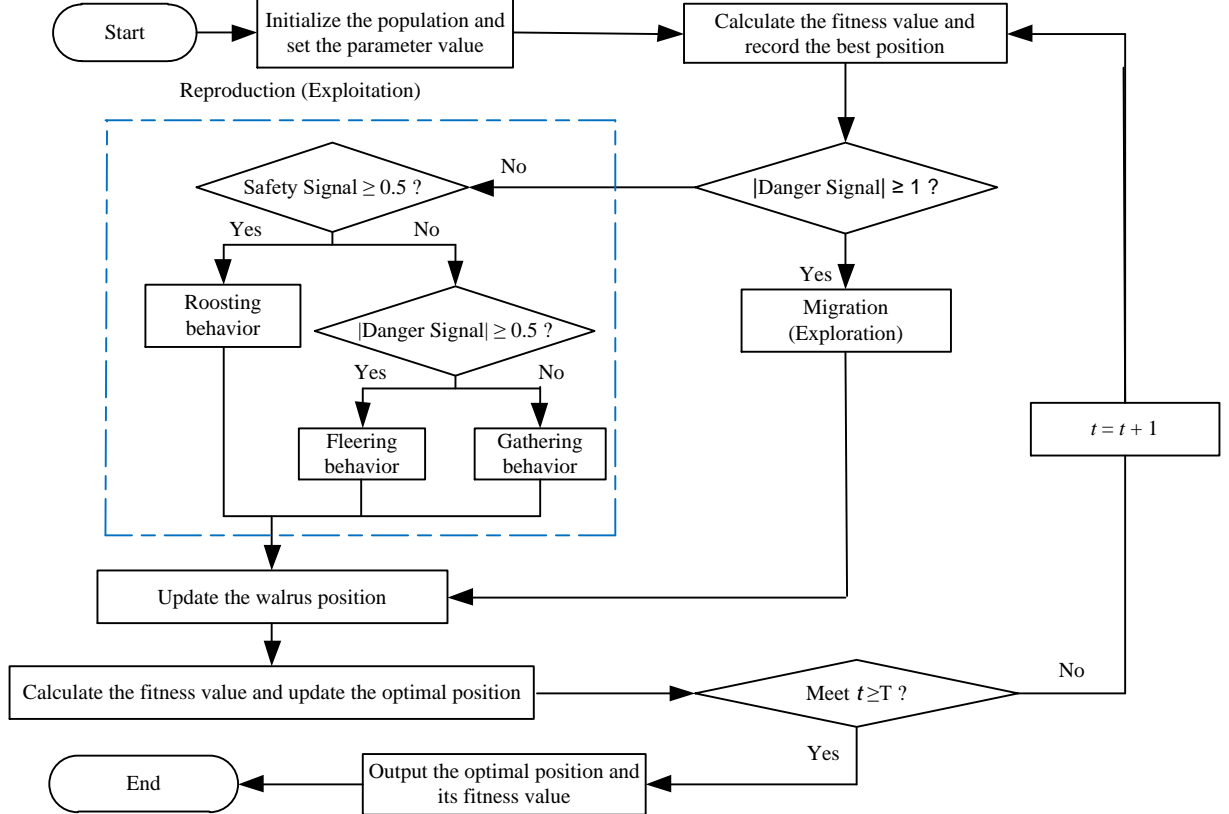 Start
Initialize the population and
set the parameter value
Calculate the fitness value and
record the best position
Reproduction (Exploitation)
Safety Signal ≥ 0.5 ?
No
|Danger Signal| ≥ 1 ?
Yes
No
Yes
Roosting
behavior
|Danger Signal| ≥ 0.5 ?
Migration
(Exploration)
Yes
No
Fleering
behavior
Gathering
behavior
t = t + 1
Update the walrus position
Calculate the fitness value and update the optimal position
Meet t ≥T ?
No
Yes
End
Output the optimal position and
its fitness value